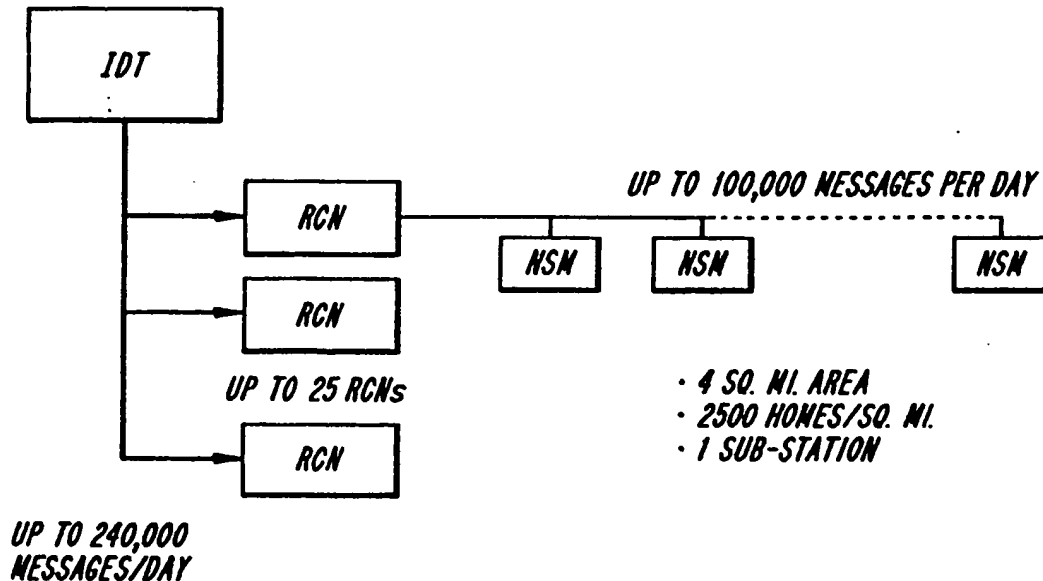 IDT
UP TO 100,000 MESSAGES PER DAY
RCN
NSM
NSM
NSM
RCN
UP TO 25 RCNs
• 4 SQ. MI. AREA
• 2500 HOMES/SQ. MI.
• 1 SUB-STATION
RCN
UP TO 240,000
MESSAGES/DAY